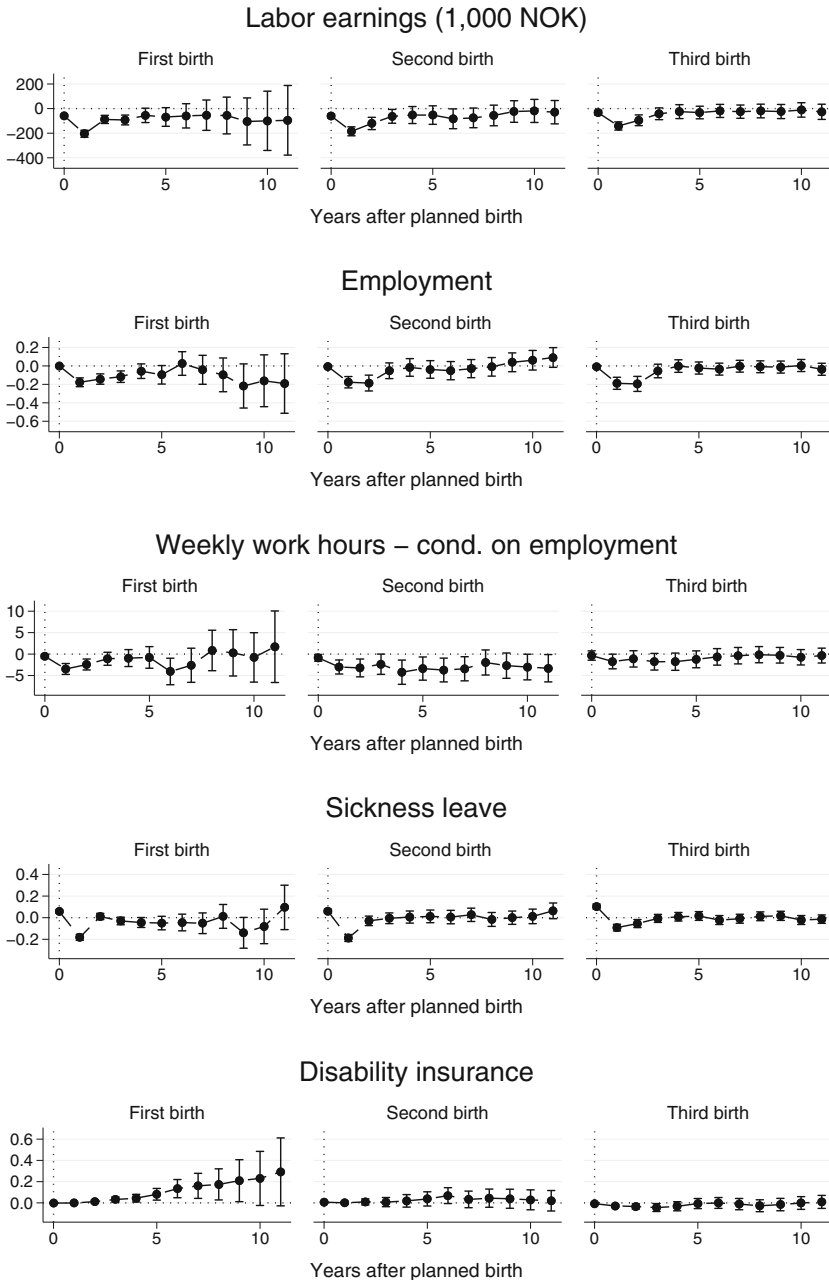 Labor earnings (1,000 NOK)
First birth Second birth Third birth
200
0
−200
−400
0 5 10 0 5 10 0 5 10
Years after planned birth
Employment
First birth Second birth Third birth
0.2
0.0
−0.2
−0.4
−0.6
0 5 10 0 5 10 0 5 10
Years after planned birth
Weekly work hours − cond. on employment
First birth Second birth Third birth
10
5
0
−5
0 5 10 0 5 10 0 5 10
Years after planned birth
Sickness leave
First birth Second birth Third birth
0.4
0.2
0.0
−0.2
0 5 10 0 5 10 0 5 10
Years after planned birth
Disability insurance
First birth Second birth Third birth
0.6
0.4
0.2
0.0
0 5 10 0 5 10 0 5 10
Years after planned birth